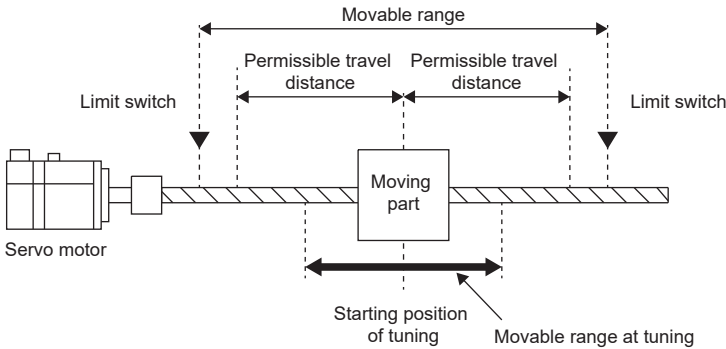 Movable range
Permissible travel
distance
Permissible travel
distance
Limit switch
Limit switch
Moving
part
Servo motor
Starting position
of tuning
Movable range at tuning